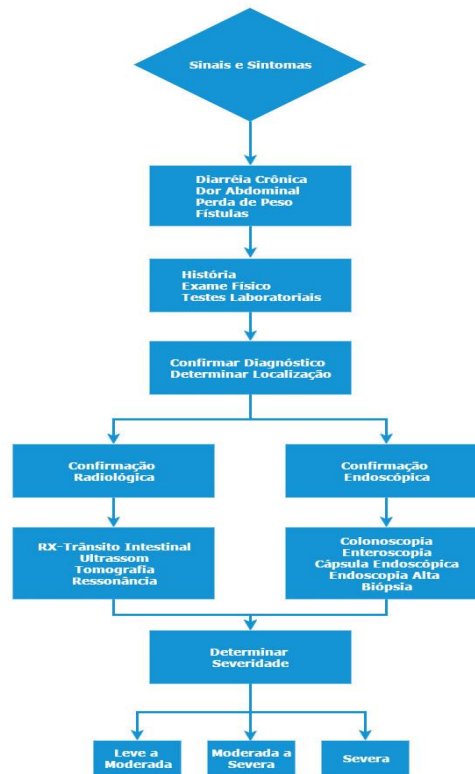 Sinais e Sintomas
Diarréia Crônica
Dor Abdominal
Perda de Peso
Fístulas
História
Exame Físico
Testes Laboratoriais
Confirmar Diagnóstico
Determinar Localização
Confirmação
Radiológica
Confirmação
Endoscópica
RX-Trânsito Intestinal
Ultrassom
Tomografia
Ressonância
Colonoscopia
Enteroscopia
Cápsula Endoscópica
Endoscopia Alta
Biópsia
Determinar
Severidade
Leve a
Moderada
Moderada a
Severa
Severa